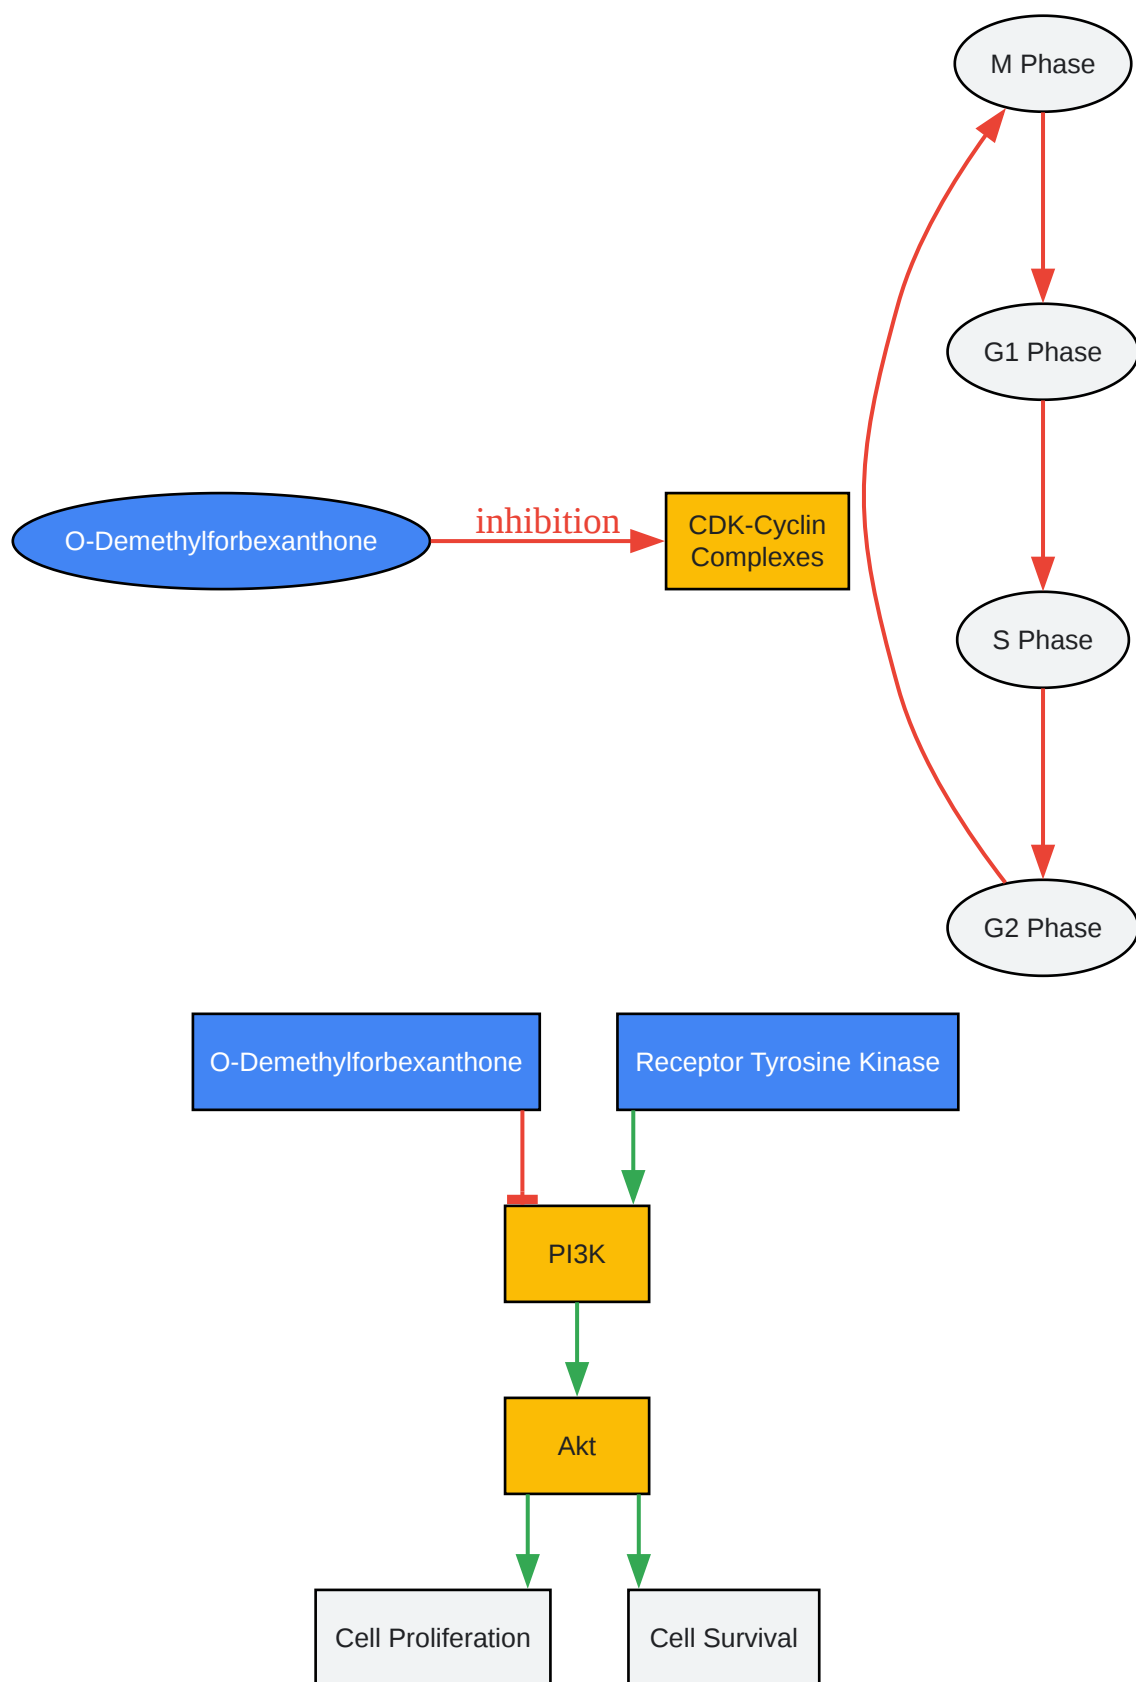 M Phase
G1 Phase
O-Demethylforbexanthone
inhibition
CDK-Cyclin
Complexes
S Phase
G2 Phase
O-Demethylforbexanthone
Receptor Tyrosine Kinase
PI3K
Akt
Cell Proliferation
Cell Survival